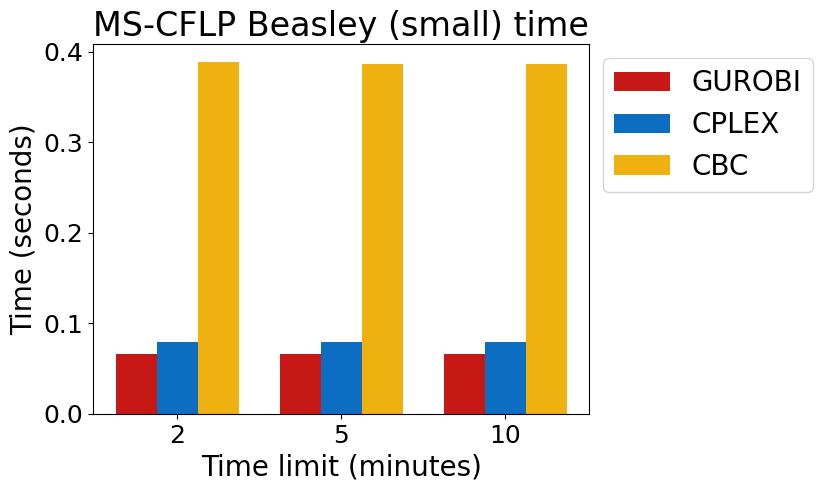 MS-CFLP Beasley (small) time
Time (seconds)
0.4
0.3
0.2
0.1
0.0
2
5
10
Time limit (minutes)
GUROBI
CPLEX
CBC